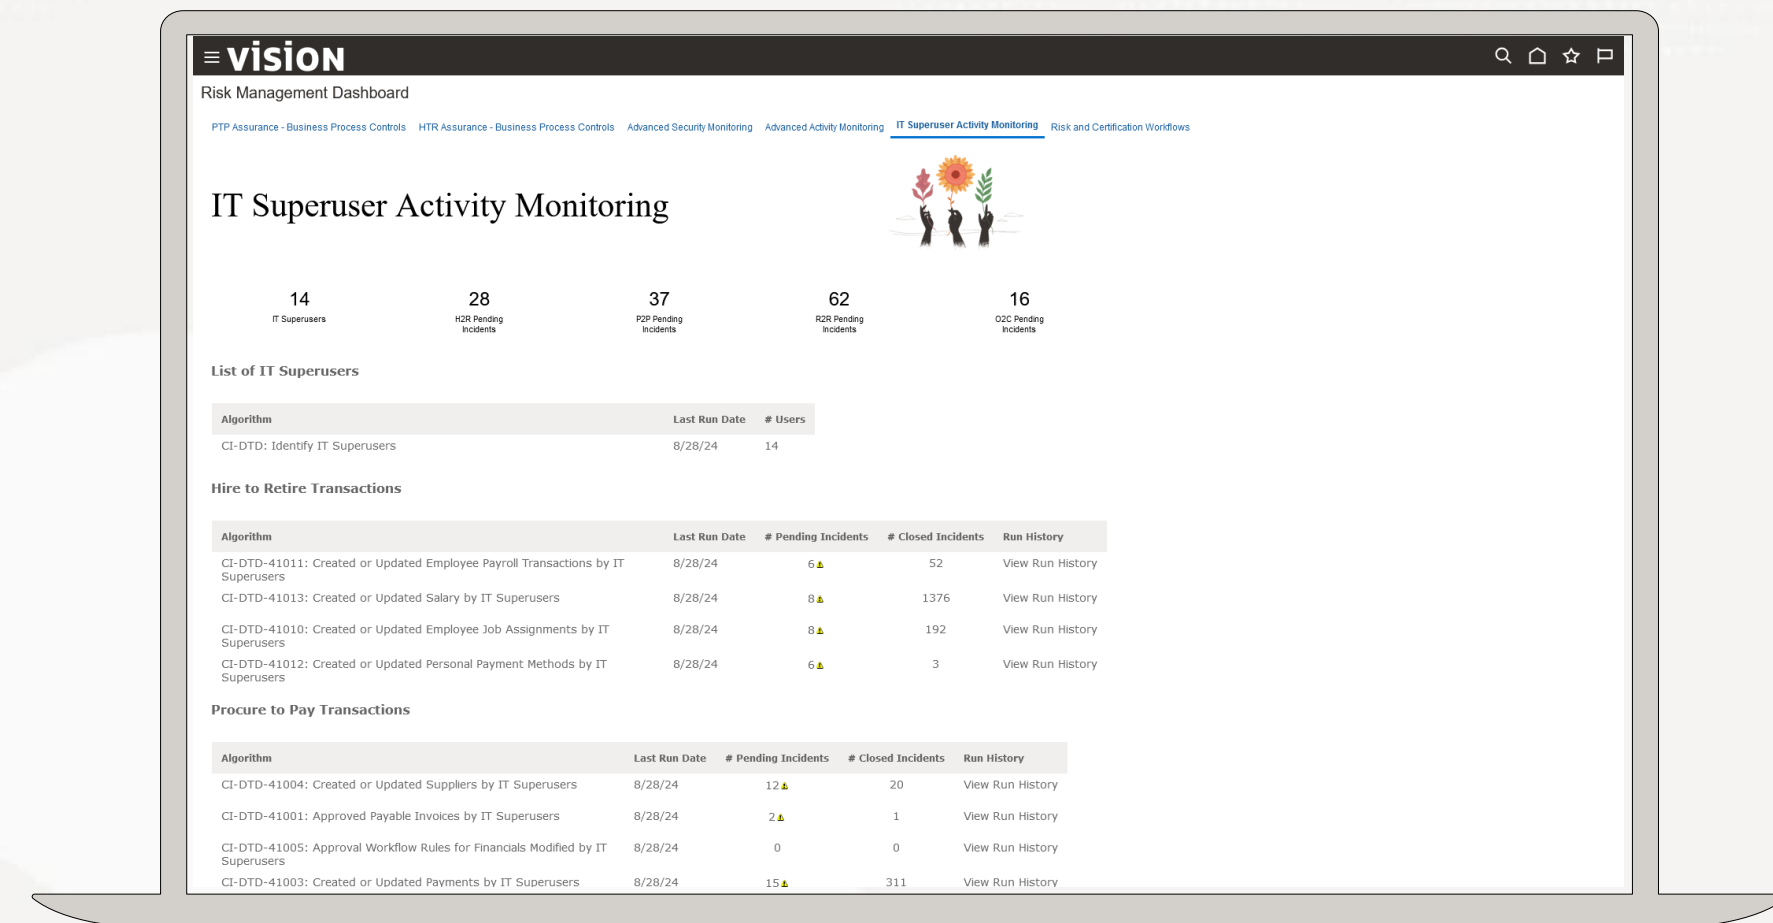 vision
Risk Management Dashboard
PTP Assurance - Business Process Controls HTR Assurance - Business Process Controls Advanced Security Monitoring Advanced Activity Monitoring IT Superuser Activity Monitoring Risk and Certification Workflows
IT Superuser Activity Monitoring
14 28 37 62 16
IT Superusers H2R Pending P2P Pending R2R Pending O2C Pending
Incidents Incidents Incidents Incidents
List of IT Superusers
Algorithm Last Run Date # Users
CI-DTD: Identify IT Superusers 8/28/24 14
Hire to Retire Transactions
Algorithm Last Run Date # Pending Incidents # Closed Incidents Run History
CI-DTD-41011: Created or Updated Employee Payroll Transactions by IT 8/28/24 6 52 View Run History
Superusers
CI-DTD-41013: Created or Updated Salary by IT Superusers 8/28/24 8 1376 View Run History
CI-DTD-41010: Created or Updated Employee Job Assignments by IT 8/28/24 8 192 View Run History
Superusers
CI-DTD-41012: Created or Updated Personal Payment Methods by IT 8/28/24 6 3 View Run History
Superusers
Procure to Pay Transactions
Algorithm Last Run Date # Pending Incidents # Closed Incidents Run History
CI-DTD-41004: Created or Updated Suppliers by IT Superusers 8/28/24 12 20 View Run History
CI-DTD-41001: Approved Payable Invoices by IT Superusers 8/28/24 2 1 View Run History
CI-DTD-41005: Approval Workflow Rules for Financials Modified by IT 8/28/24 0 0 View Run History
Superusers
CI-DTD-41003: Created or Updated Payments by IT Superusers 8/28/24 15 311 View Run History